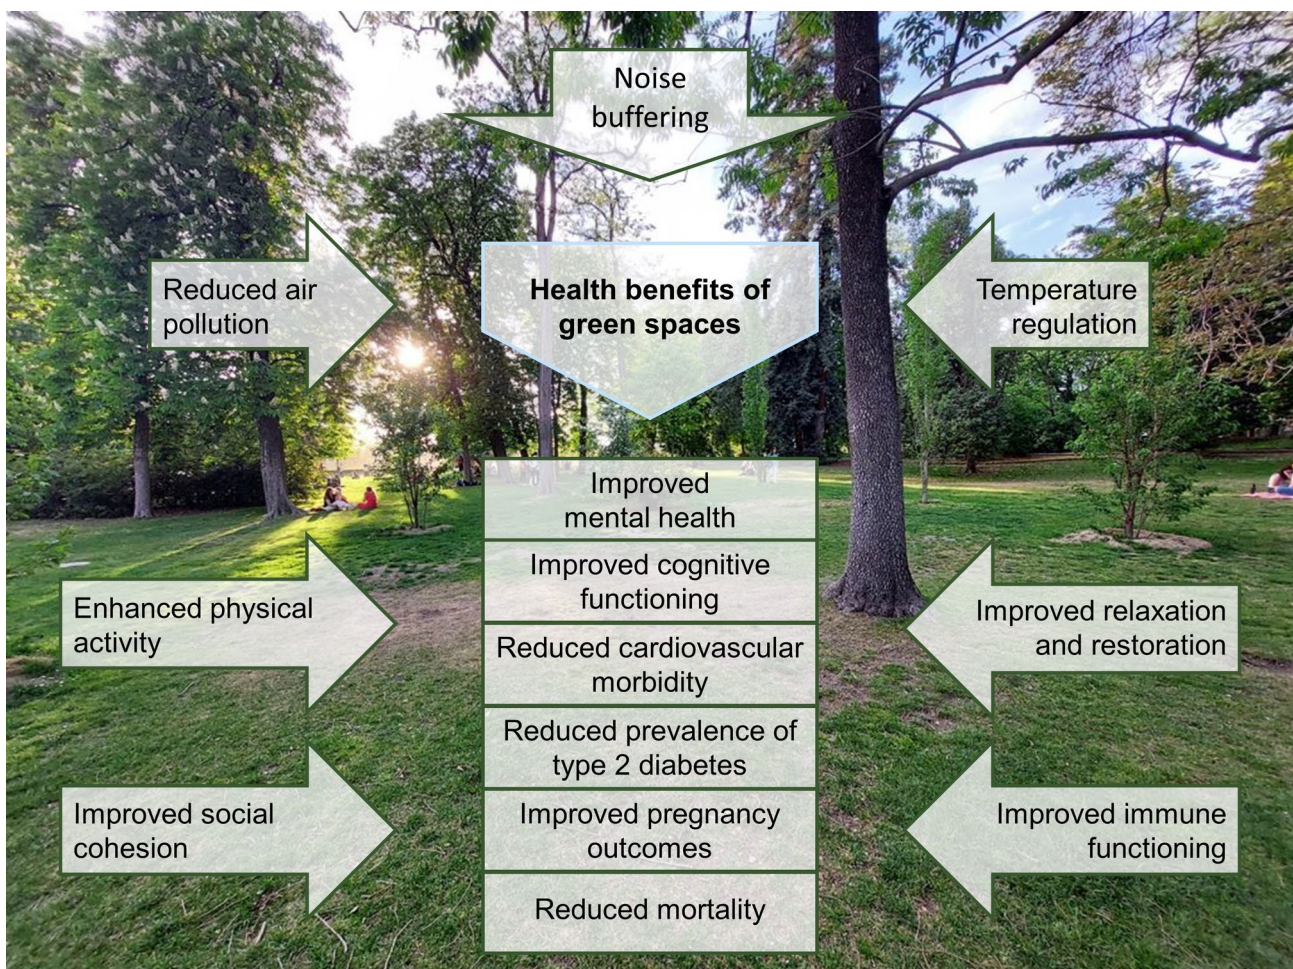 Noise
buffering
Reduced air
pollution
Health benefits of
green spaces
Temperature
regulation
Improved
mental health
Improved cognitive
functioning
Enhanced physical
activity
Improved relaxation
and restoration
Reduced cardiovascular
morbidity
Reduced prevalence of
type 2 diabetes
Improved social
cohesion
Improved pregnancy
outcomes
Improved immune
functioning
Reduced mortality